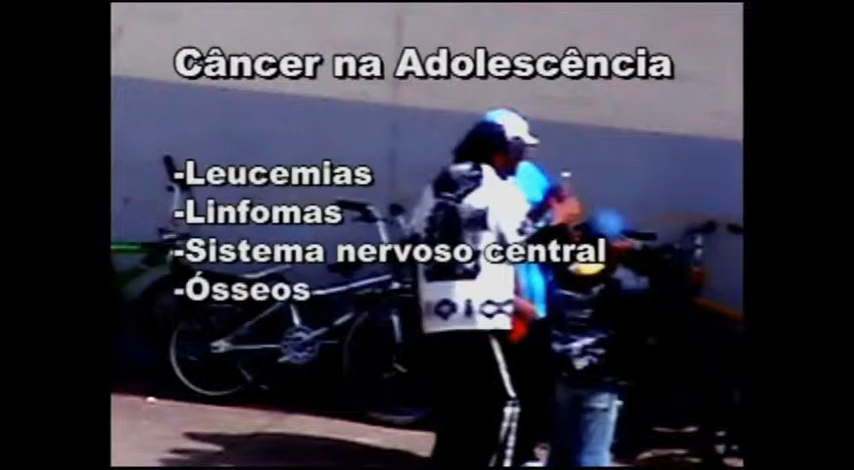 Câncer na Adolescência
-Leucemias
-Linfomas
-Sistema nervoso central
-Ósseos